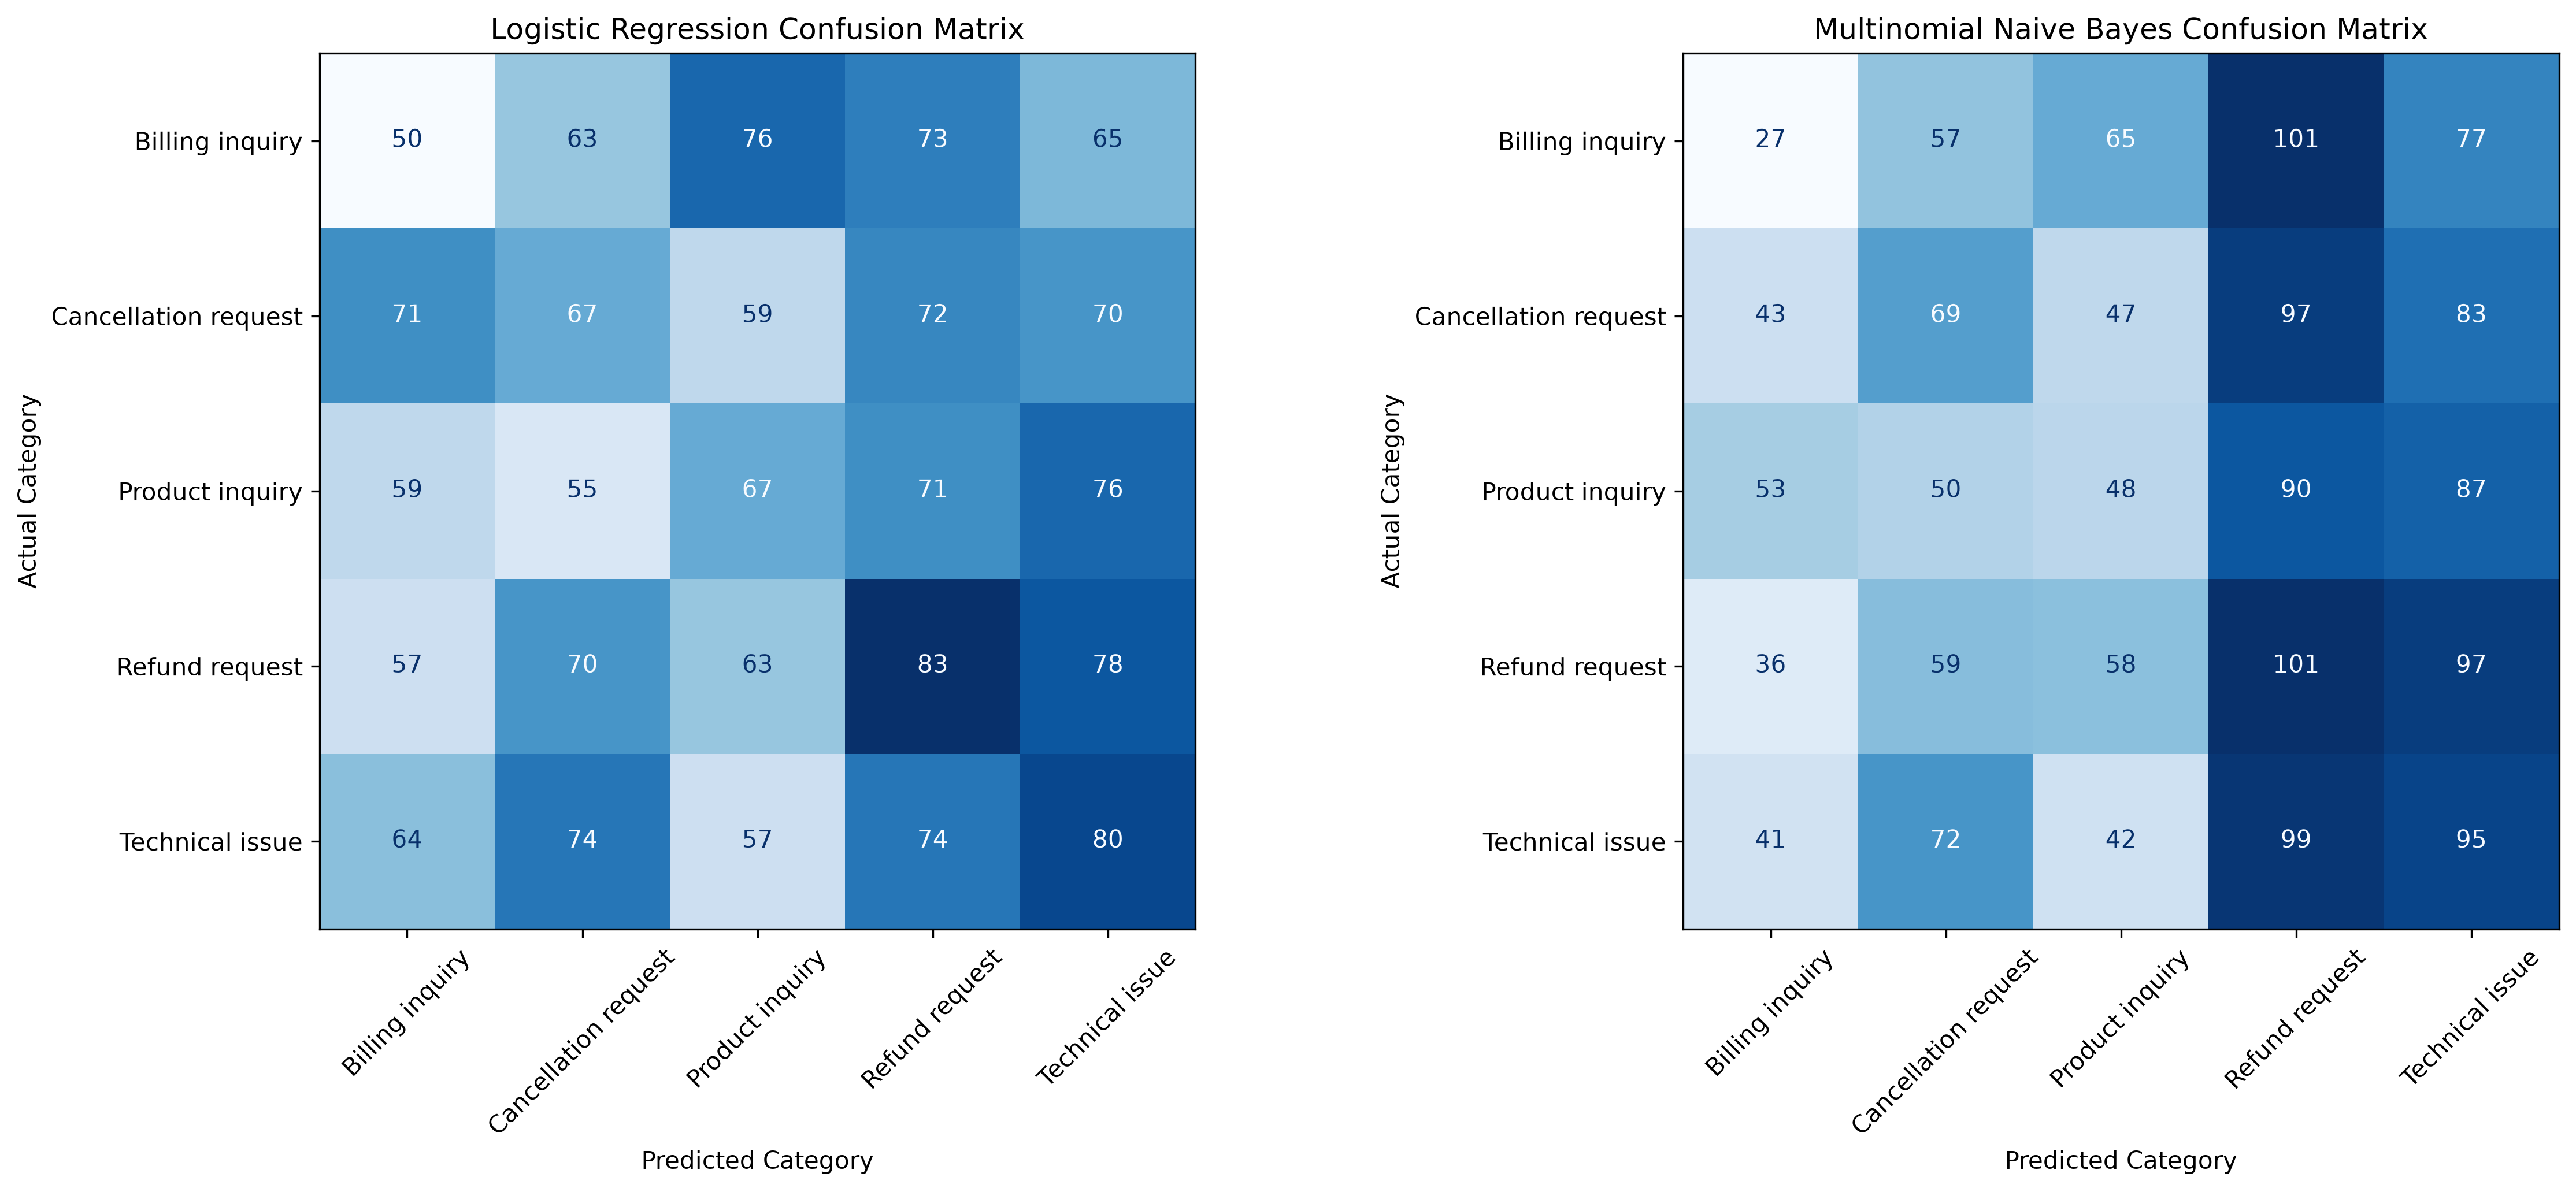 Logistic Regression Confusion Matrix
Actual Category
Billing inquiry 50 63 76 73 65
Cancellation request 71 67 59 72 70
Product inquiry 59 55 67 71 76
Refund request 57 70 63 83 78
Technical issue 64 74 57 74 80
Billing inquiry Cancellation request Product inquiry Refund request Technical issue
Predicted Category
Multinomial Naive Bayes Confusion Matrix
Actual Category
Billing inquiry 27 57 65 101 77
Cancellation request 43 69 47 97 83
Product inquiry 53 50 48 90 87
Refund request 36 59 58 101 97
Technical issue 41 72 42 99 95
Billing inquiry Cancellation request Product inquiry Refund request Technical issue
Predicted Category